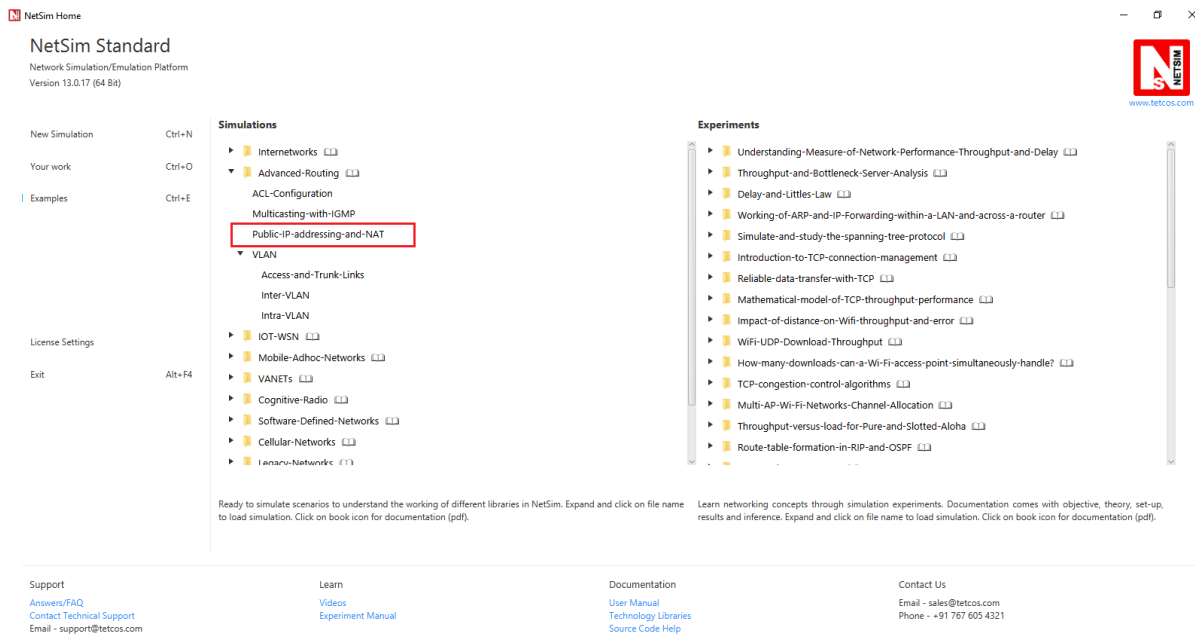 NetSim Home
NetSim Standard
Network Simulation/Emulation Platform
Version 13.0.17 (64 Bit)
N
S
NETSIM
www.tetcos.com
New Simulation Ctrl+N
Your work Ctrl+O
Examples Ctrl+E
License Settings
Exit Alt+F4
Simulations
Internetworks
Advanced-Routing
ACL-Configuration
Multicasting-with-IGMP
Public-IP-addressing-and-NAT
VLAN
Access-and-Trunk-Links
Inter-VLAN
Intra-VLAN
IOT-WSN
Mobile-Adhoc-Networks
VANETs
Cognitive-Radio
Software-Defined-Networks
Cellular-Networks
Legacy-Networks
Ready to simulate scenarios to understand the working of different libraries in NetSim. Expand and click on file name
to load simulation. Click on book icon for documentation (pdf).
Experiments
Understanding-Measure-of-Network-Performance-Throughput-and-Delay
Throughput-and-Bottleneck-Server-Analysis
Delay-and-Littles-Law
Working-of-ARP-and-IP-Forwarding-within-a-LAN-and-across-a-router
Simulate-and-study-the-spanning-tree-protocol
Introduction-to-TCP-connection-management
Reliable-data-transfer-with-TCP
Mathematical-model-of-TCP-throughput-performance
Impact-of-distance-on-Wifi-throughput-and-error
WiFi-UDP-Download-Throughput
How-many-downloads-can-a-Wi-Fi-access-point-simultaneously-handle?
TCP-congestion-control-algorithms
Multi-AP-Wi-Fi-Networks-Channel-Allocation
Throughput-versus-load-for-Pure-and-Slotted-Aloha
Route-table-formation-in-RIP-and-OSPF
Learn networking concepts through simulation experiments. Documentation comes with objective, theory, set-up,
results and inference. Expand and click on file name to load simulation. Click on book icon for documentation (pdf).
Support
Answers/FAQ
Contact Technical Support
Email - support@tetcos.com
Learn
Videos
Experiment Manual
Documentation
User Manual
Technology Libraries
Source Code Help
Contact Us
Email - sales@tetcos.com
Phone - +91 767 605 4321